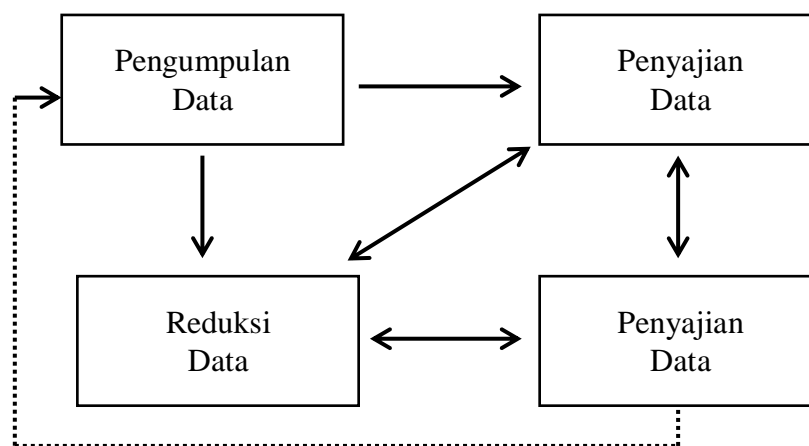 Pengumpulan
Data
Penyajian
Data
Reduksi
Data
Penyajian
Data